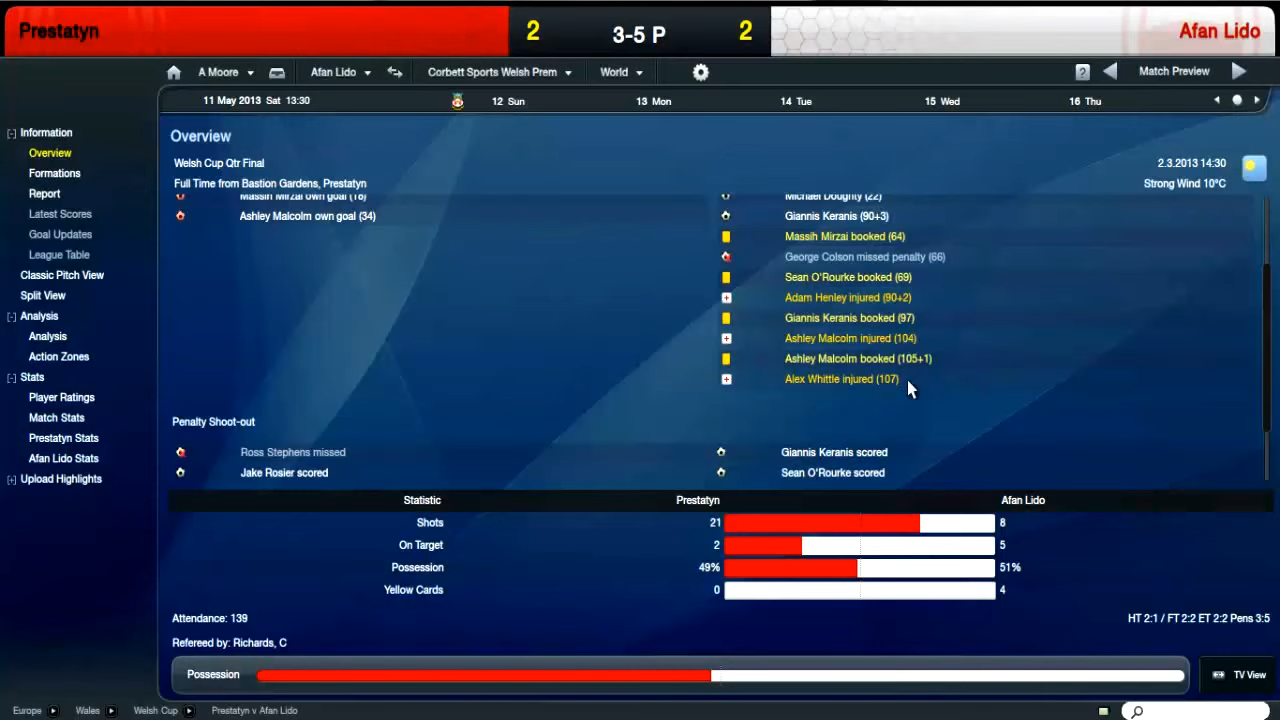 Prestatyn 2 3-5 P 2 Afan Lido
A Moore Afan Lido Corbett Sports Welsh Prem World ? Match Preview
11 May 2013 Sat 13:30 12 Sun 13 Mon 14 Tue 15 Wed 16 Thu
Information
Overview
Formations
Report
Latest Scores
Goal Updates
League Table
Classic Pitch View
Split View
Analysis
Analysis
Action Zones
Stats
Player Ratings
Match Stats
Prestatyn Stats
Afan Lido Stats
Upload Highlights
Overview
Welsh Cup Qtr Final 2.3.2013 14:30
Full Time from Bastion Gardens, Prestatyn Strong Wind 10°C
Massih Mirzai own goal (18) Michael Doughty (22)
Ashley Malcolm own goal (34) Giannis Keranis (90+3)
Massih Mirzai booked (64)
George Colson missed penalty (66)
Sean O'Rourke booked (69)
Adam Henley injured (90+2)
Giannis Keranis booked (97)
Ashley Malcolm injured (104)
Ashley Malcolm booked (105+1)
Alex Whittle injured (107)
Penalty Shoot-out
Ross Stephens missed Giannis Keranis scored
Jake Rosier scored Sean O'Rourke scored
Statistic Prestatyn Afan Lido
Shots 21 8
On Target 2 5
Possession 49% 51%
Yellow Cards 0 4
Attendance: 139 HT 2:1 / FT 2:2 ET 2:2 Pens 3:5
Refereed by: Richards, C
Possession TV View
Europe Wales Welsh Cup Prestatyn v Afan Lido